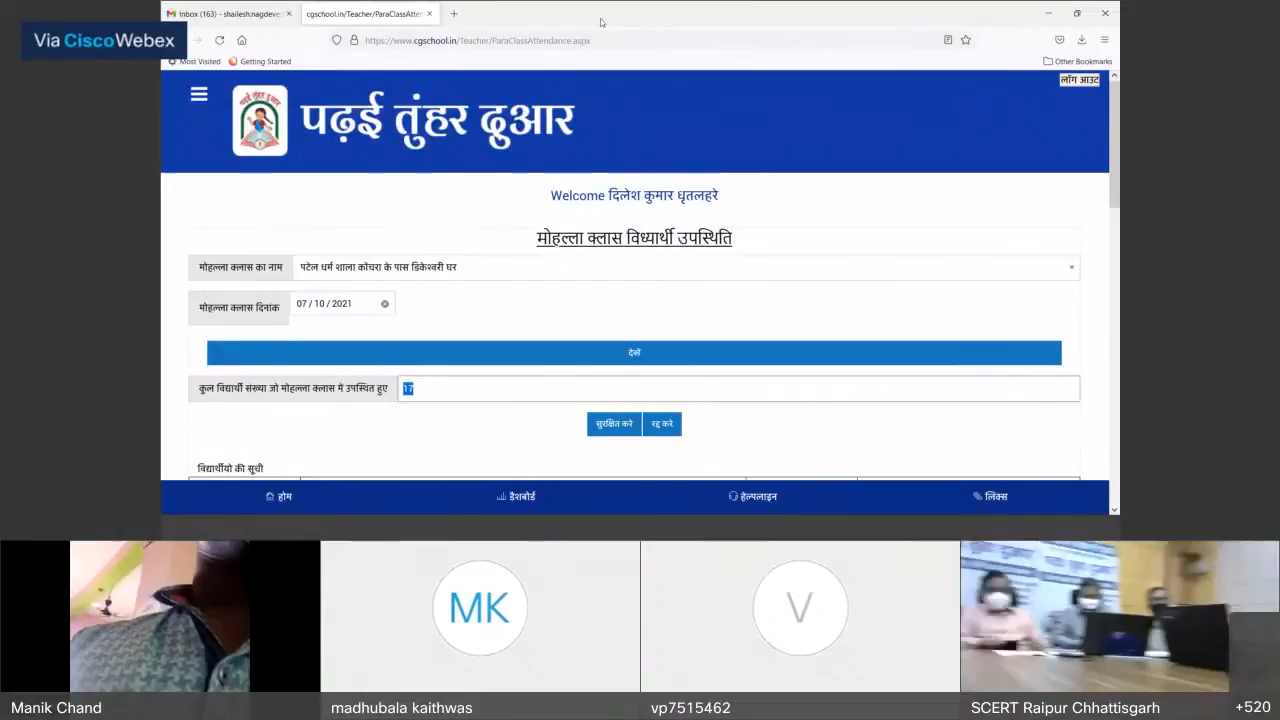 Inbox (163) - shailesh.nagdeve
cgschool.in/Teacher/ParaClassAtten
Via CiscoWebex
https://www.cgschool.in/Teacher/ParaClassAttendance.aspx
Most Visited Getting Started Other Bookmarks
लॉग आउट
पढ़ई तुंहर दुआर
Welcome दिलेश कुमार धृतलहरे
मोहल्ला क्लास विध्यार्थी उपस्थिति
मोहल्ला क्लास का नाम पटेल धर्म शाला कोंचरा के पास डिकेश्वरी घर
मोहल्ला क्लास दिनांक 07 / 10 / 2021
देखें
कुल विद्यार्थी संख्या जो मोहल्ला क्लास में उपस्थित हुए 17
सुरक्षित करे रद्द करे
विद्यार्थीयो की सूची
होम डैशबोर्ड हेल्पलाइन लिंक्स
MK V
Manik Chand madhubala kaithwas vp7515462 SCERT Raipur Chhattisgarh +520